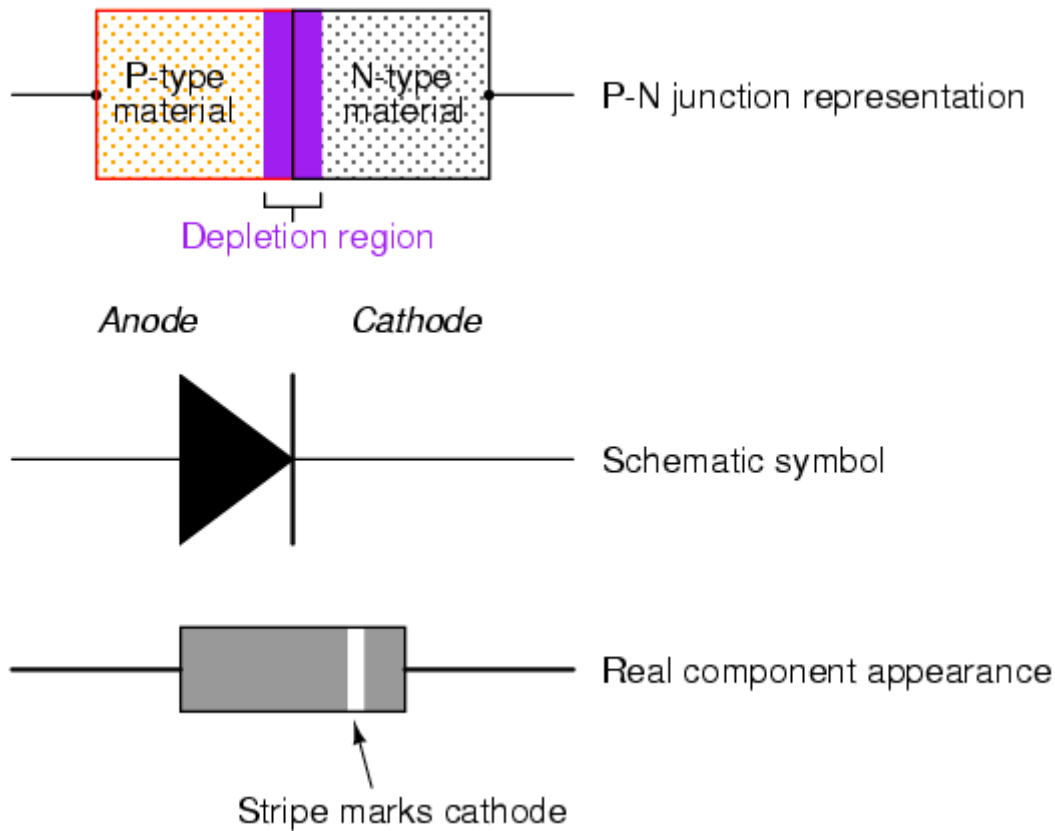 P-type
material
N-type
material
P-N junction representation
Depletion region
Anode
Cathode
Schematic symbol
Real component appearance
Stripe marks cathode